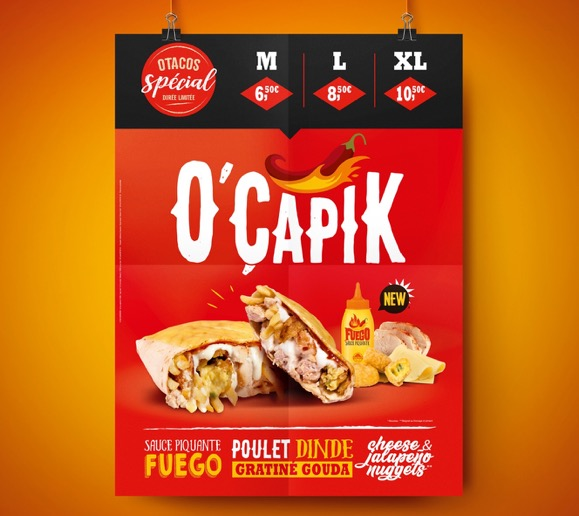 OTACOS
Spécial
DURÉE LIMITÉE
M L XL
6,50€ 8,50€ 10,50€
O'ÇAPIK
NEW
FUEGO
SAUCE PIQUANTE
SAUCE PIQUANTE
FUEGO
POULET DINDE
GRATINÉ GOUDA
cheese &
jalapeño
nuggets**